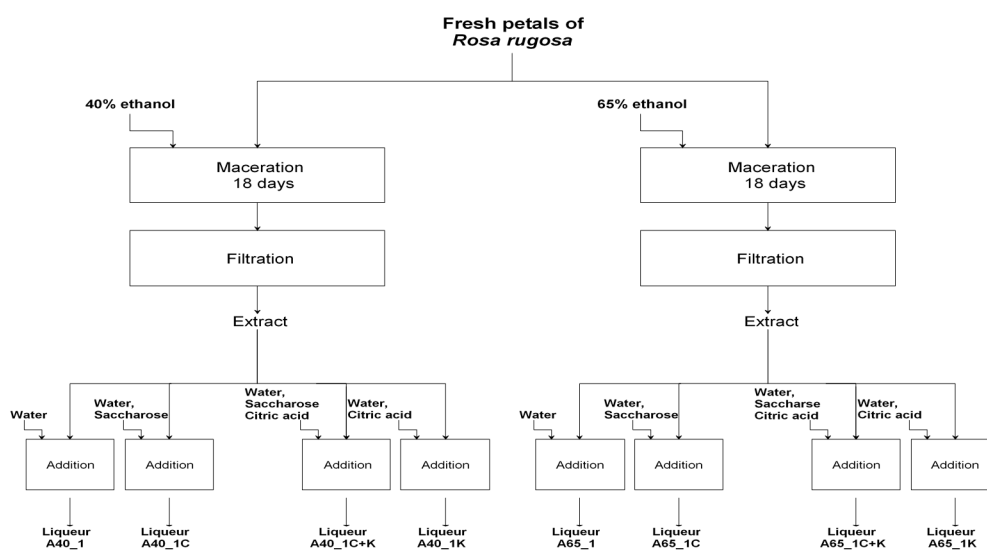 Fresh petals of
Rosa rugosa
40% ethanol
65% ethanol
Maceration
18 days
Maceration
18 days
Filtration
Filtration
Extract
Extract
Water
Water,
Saccharose
Water,
Saccharose
Citric acid
Water,
Citric acid
Water
Water,
Saccharose
Water,
Saccharse
Citric acid
Water,
Citric acid
Addition
Addition
Addition
Addition
Addition
Addition
Addition
Addition
Liqueur
A40_1
Liqueur
A40_1C
Liqueur
A40_1C+K
Liqueur
A40_1K
Liqueur
A65_1
Liqueur
A65_1C
Liqueur
A65_1C+K
Liqueur
A65_1K